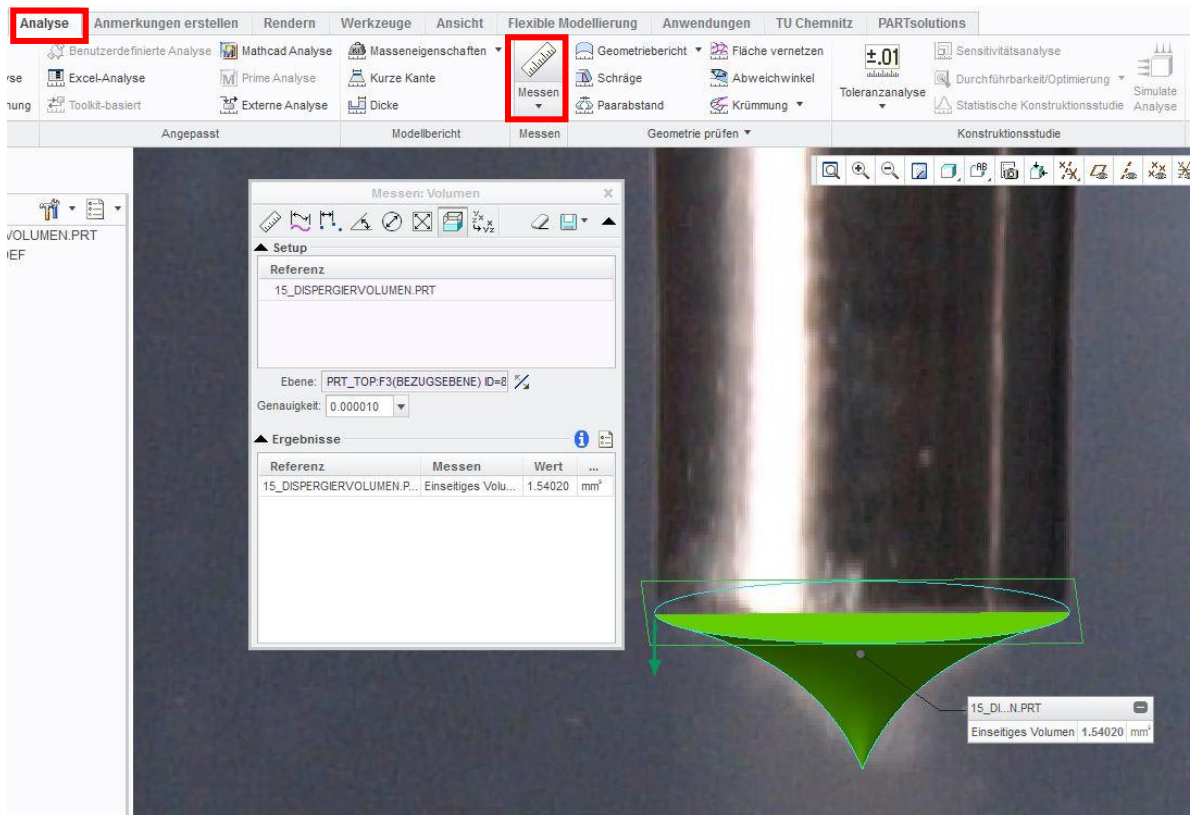 Analyse Anmerkungen erstellen Rendern Werkzeuge Ansicht Flexible Modellierung Anwendungen TU Chemnitz PARTsolutions
Benutzerdefinierte Analyse Mathcad Analyse Masseneigenschaften Geometriebericht Fläche vernetzen ±.01 Sensitivitätsanalyse
yse Excel-Analyse Prime Analyse Kurze Kante Messen Schräge Abweichwinkel Toleranzanalyse Durchführbarkeit/Optimierung Simulate
nung Toolkit-basiert Externe Analyse Dicke Paarabstand Krümmung Statistische Konstruktionsstudie Analyse
Angepasst Modellbericht Messen Geometrie prüfen Konstruktionsstudie
Messen: Volumen
VOLUMEN.PRT
DEF
Setup
Referenz
15_DISPERGIERVOLUMEN.PRT
Ebene: PRT_TOP:F3(BEZUGSEBENE) ID=8
Genauigkeit: 0.000010
Ergebnisse
Referenz Messen Wert ...
15_DISPERGIERVOLUMEN.P... Einseitiges Volu... 1.54020 mm³
15_DI...N.PRT
Einseitiges Volumen 1.54020 mm³